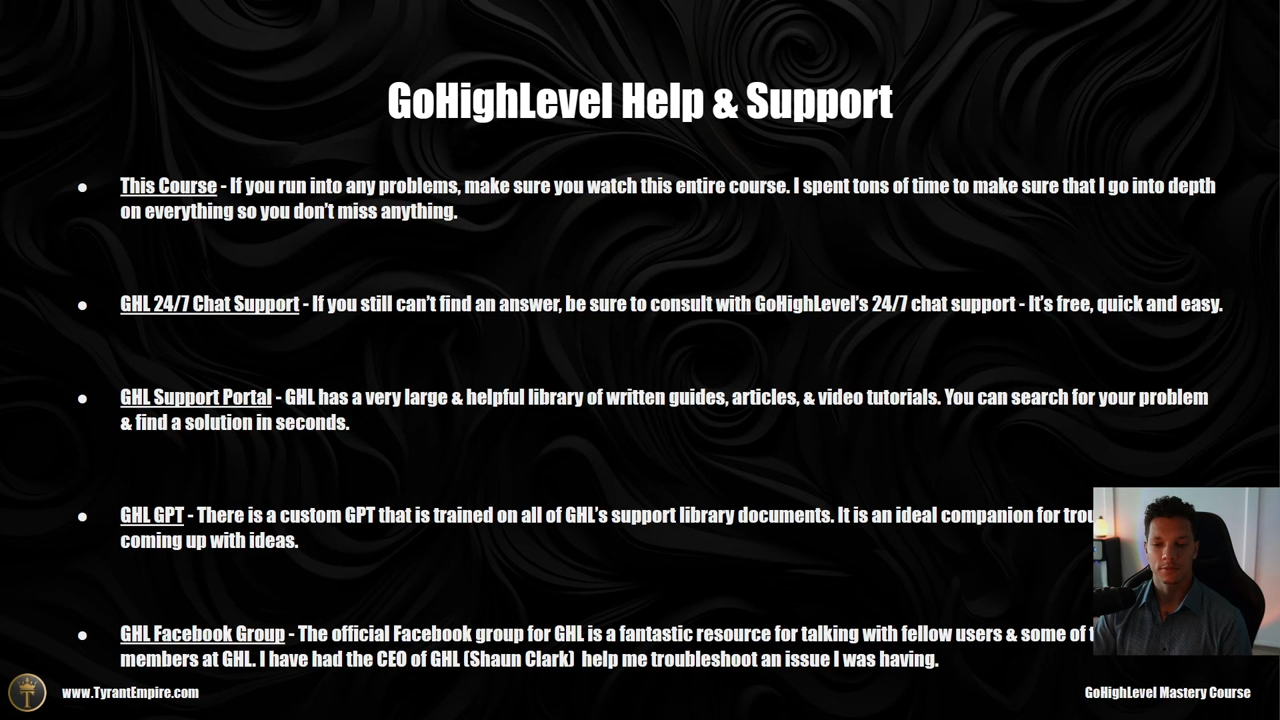 GoHighLevel Help & Support
● This Course - If you run into any problems, make sure you watch this entire course. I spent tons of time to make sure that I go into depth
on everything so you don't miss anything.
● GHL 24/7 Chat Support - If you still can't find an answer, be sure to consult with GoHighLevel's 24/7 chat support - It's free, quick and easy.
● GHL Support Portal - GHL has a very large & helpful library of written guides, articles, & video tutorials. You can search for your problem
& find a solution in seconds.
● GHL GPT - There is a custom GPT that is trained on all of GHL's support library documents. It is an ideal companion for
coming up with ideas.
● GHL Facebook Group - The official Facebook group for GHL is a fantastic resource for talking with fellow users & some of
members at GHL. I have had the CEO of GHL (Shaun Clark) help me troubleshoot an issue I was having.
T www.TyrantEmpire.com
GoHighLevel Mastery Course